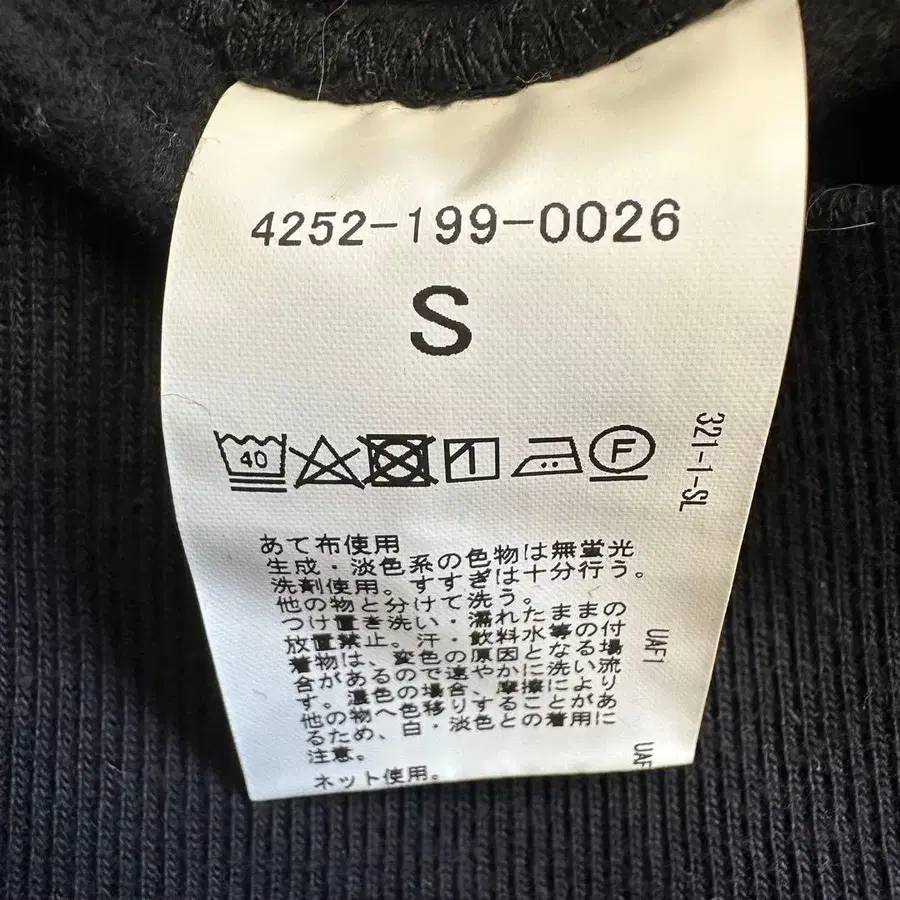 4252-199-0026
S
40
F
321-1-SL
あて布使用
生成・淡色系の色物は無蛍光
洗剤使用。すすぎは十分行う。
他の物と分けて洗う。
つけ置き洗い・濡れたままの
放置禁止。汗・飲料水等の付
着物は、変色の原因となる場
合があるので速やかに洗い流
す。濃色の場合、摩擦により
他の物へ色移りすることがあ
るため、白・淡色との着用に
注意。
ネット使用。
UAF1
UAF